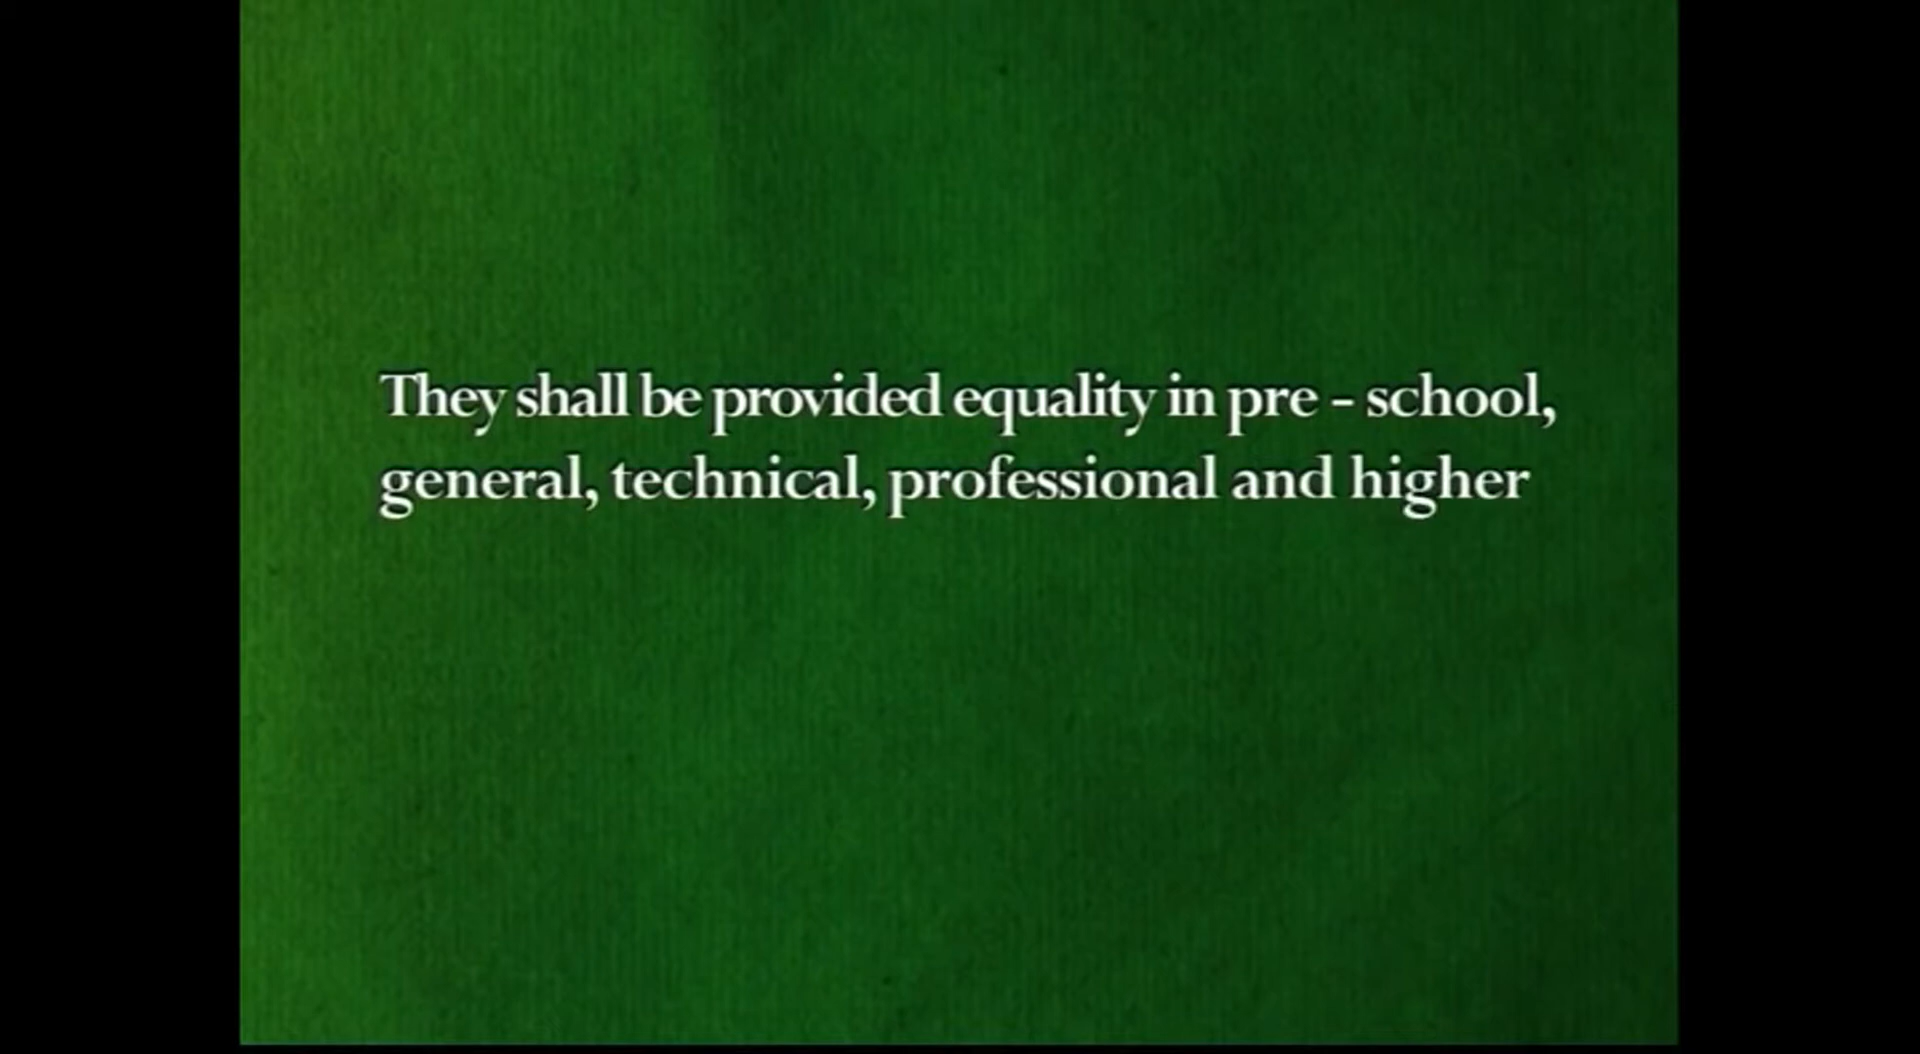 They shall be provided equality in pre - school,
general, technical, professional and higher